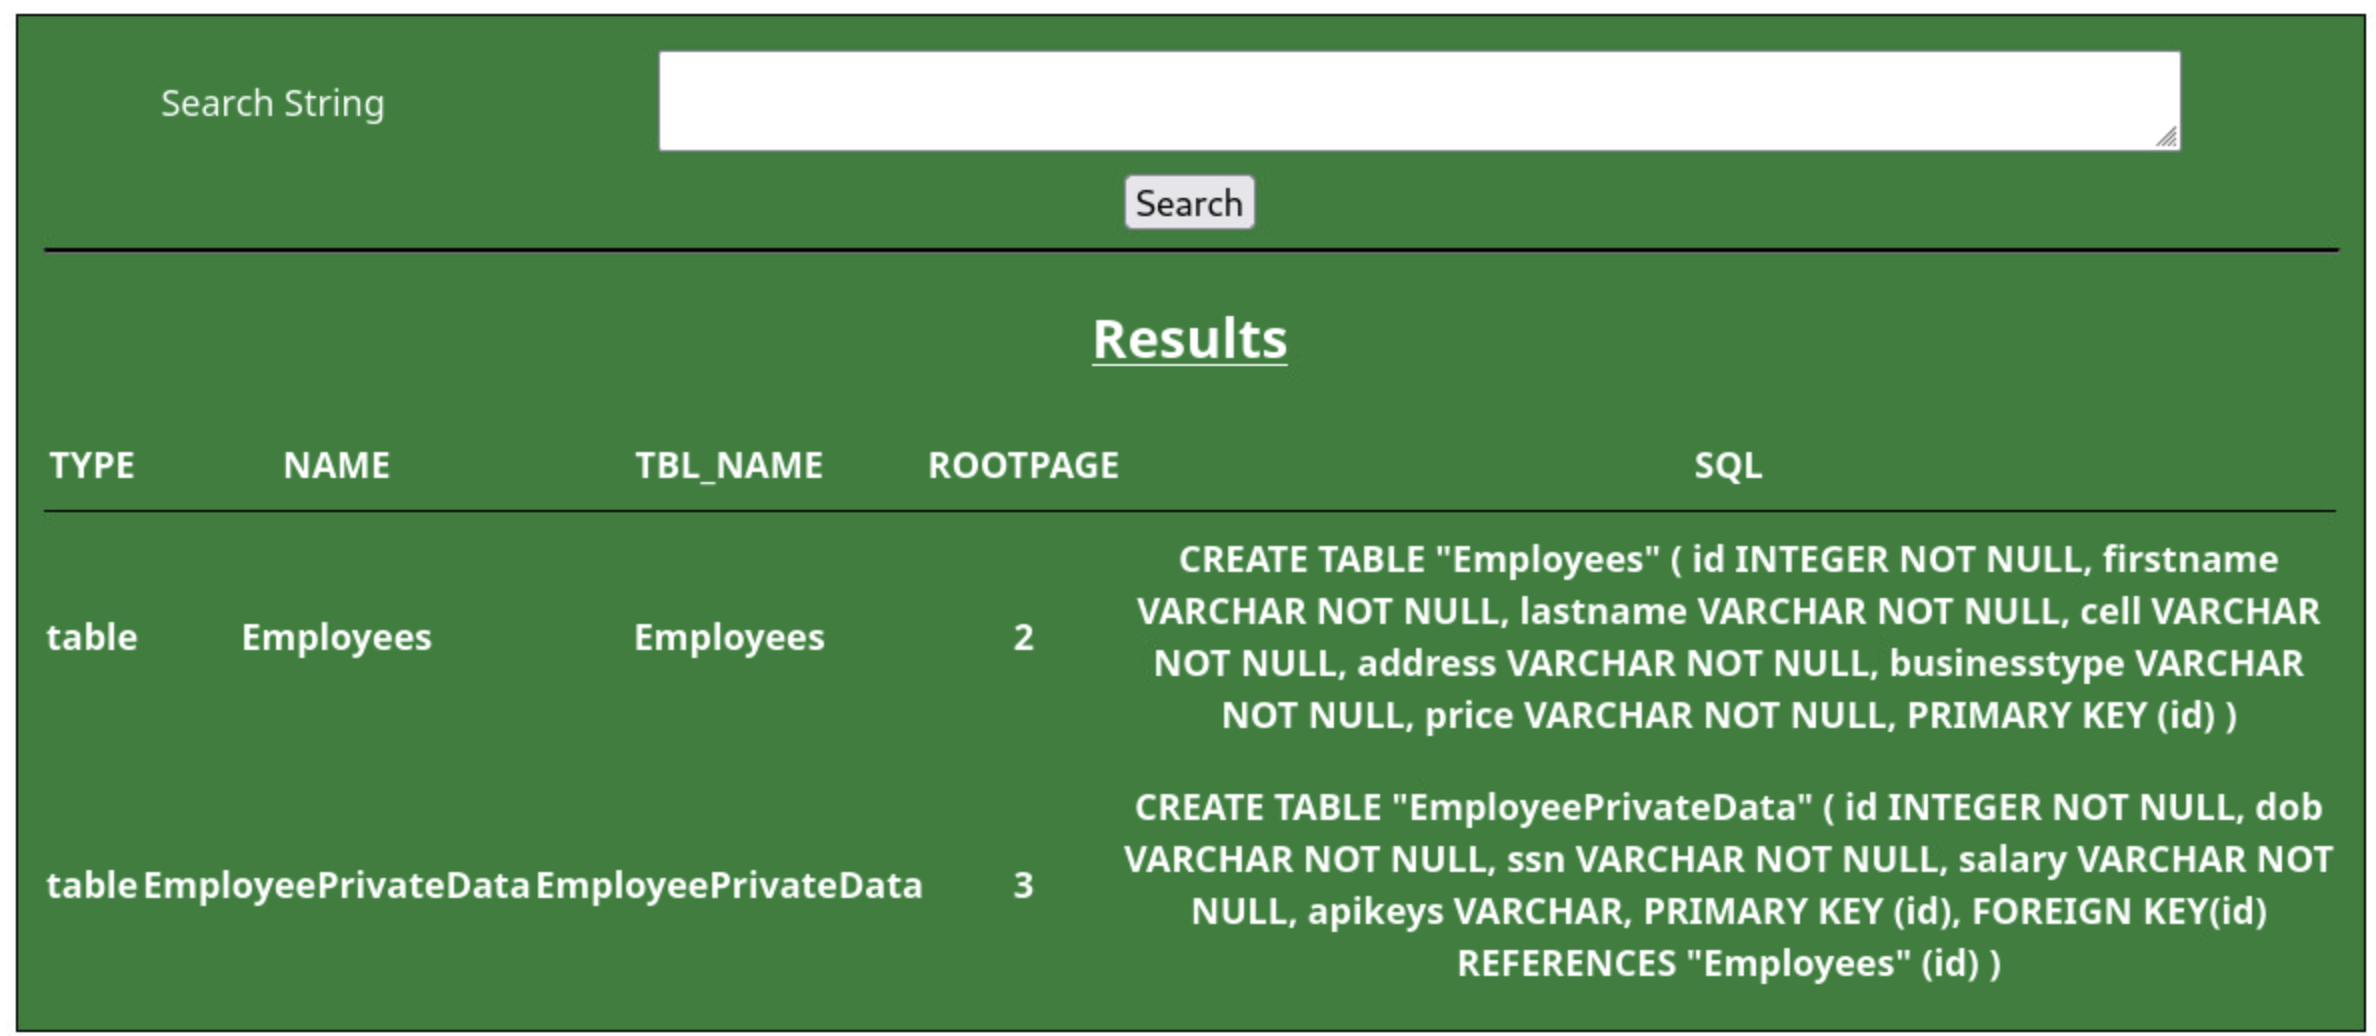 Search String
Search
Results
TYPE NAME TBL_NAME ROOTPAGE SQL
CREATE TABLE "Employees" ( id INTEGER NOT NULL, firstname
VARCHAR NOT NULL, lastname VARCHAR NOT NULL, cell VARCHAR
table Employees Employees 2
NOT NULL, address VARCHAR NOT NULL, businesstype VARCHAR
NOT NULL, price VARCHAR NOT NULL, PRIMARY KEY (id) )
CREATE TABLE "EmployeePrivateData" ( id INTEGER NOT NULL, dob
VARCHAR NOT NULL, ssn VARCHAR NOT NULL, salary VARCHAR NOT
table EmployeePrivateData EmployeePrivateData 3
NULL, apikeys VARCHAR, PRIMARY KEY (id), FOREIGN KEY(id)
REFERENCES "Employees" (id) )